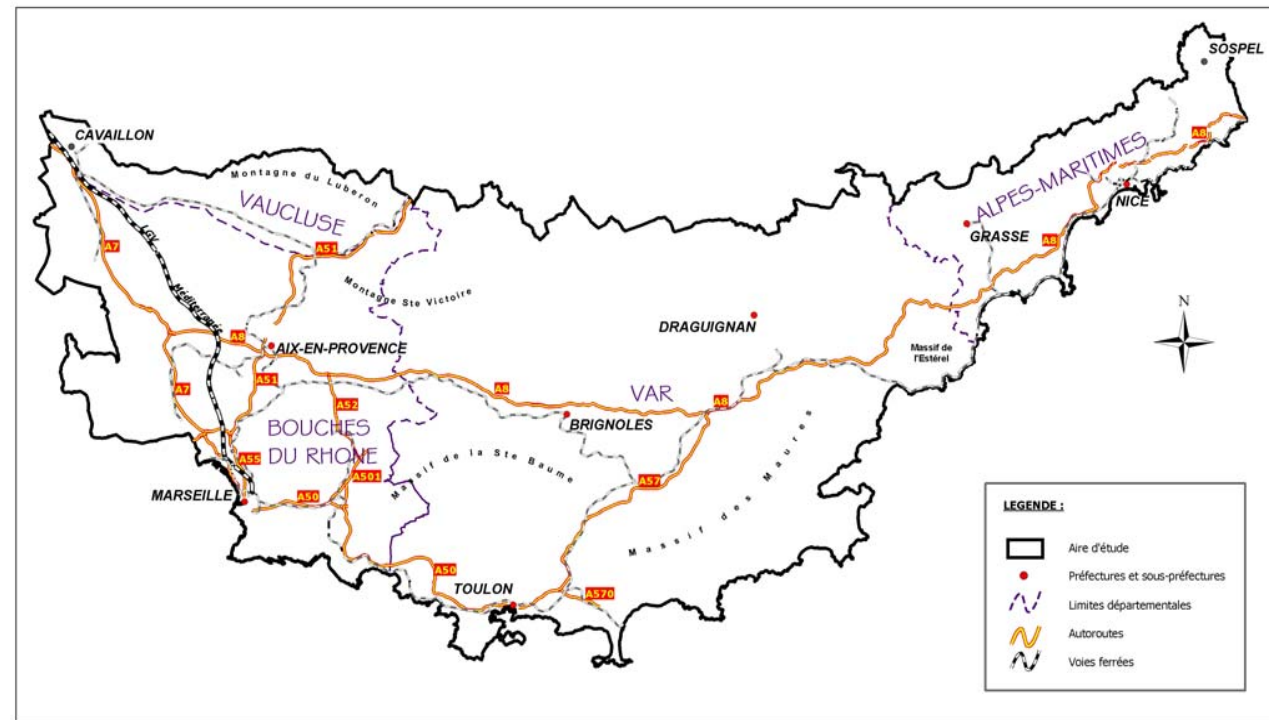 SOSPEL
CAVAILLON
A8
ALPES-MARITIMES
Montagne du Luberon
NICE
VAUCLUSE
GRASSE
A7
LGV
A51
A8
Méditerranée
Montagne Ste Victoire
N
DRAGUIGNAN
A8
AIX-EN-PROVENCE
Massif de
l'Estérel
A51
A7
A52
A8
VAR
A8
BRIGNOLES
BOUCHES
DU RHONE
A55
Massif de la Ste Baume
Massif des Maures
A501
A57
MARSEILLE
A50
LEGENDE :
Aire d'étude
A50
Préfectures et sous-préfectures
TOULON
A570
Limites départementales
Autoroutes
Voies ferrées